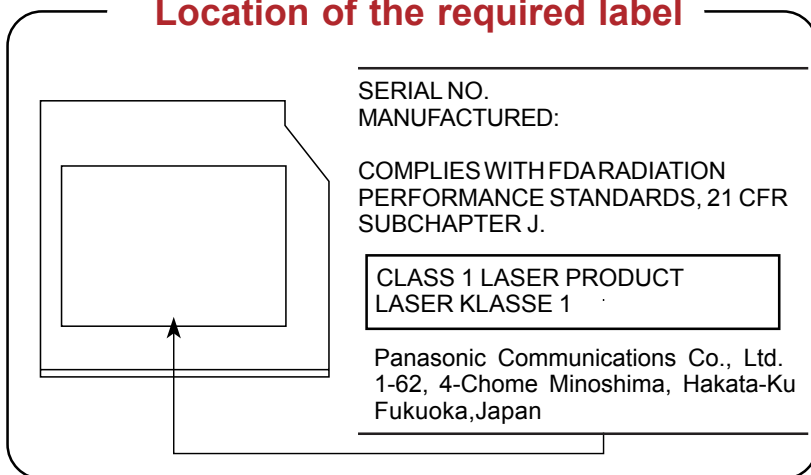 Location of the required label
SERIAL NO.
MANUFACTURED:
COMPLIES WITH FDA RADIATION
PERFORMANCE STANDARDS, 21 CFR
SUBCHAPTER J.
CLASS 1 LASER PRODUCT
LASER KLASSE 1
Panasonic Communications Co., Ltd.
1-62, 4-Chome Minoshima, Hakata-Ku
Fukuoka,Japan